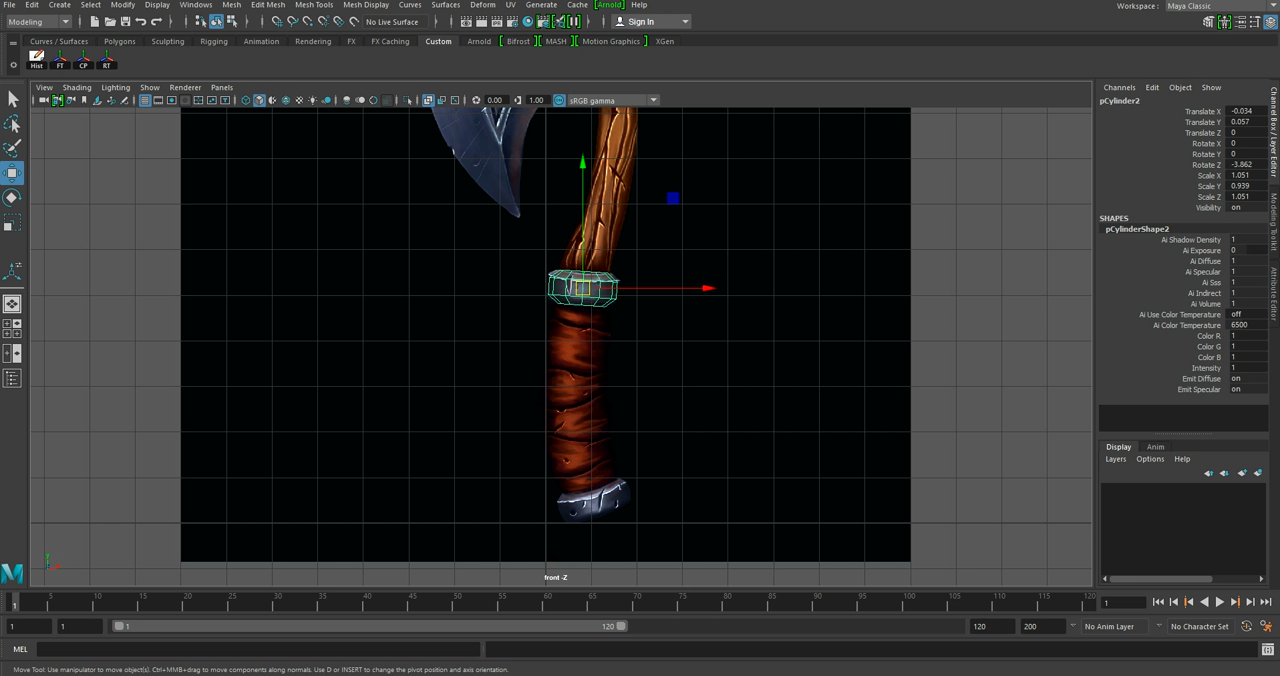 File Edit Create Select Modify Display Windows Mesh Edit Mesh Mesh Tools Mesh Display Curves Surfaces Deform UV Generate Cache [Arnold] Help
Workspace : Maya Classic
Modeling No Live Surface Sign In
Curves / Surfaces Polygons Sculpting Rigging Animation Rendering FX FX Caching Custom Arnold Bifrost MASH Motion Graphics XGen
Hist FT CP RT
View Shading Lighting Show Renderer Panels
0.00 1.00 sRGB gamma
Channels Edit Object Show
pCylinder2
Translate X -0.034
Translate Y 0.057
Translate Z 0
Rotate X 0
Rotate Y 0
Rotate Z -3.862
Scale X 1.051
Scale Y 0.939
Scale Z 1.051
Visibility on
SHAPES
pCylinderShape2
Ai Shadow Density 1
Ai Exposure 0
Ai Diffuse 1
Ai Specular 1
Ai Sss 1
Ai Indirect 1
Ai Volume 1
Ai Use Color Temperature off
Ai Color Temperature 6500
Color R 1
Color G 1
Color B 1
Intensity 1
Emit Diffuse on
Emit Specular on
Channel Box / Layer Editor
Modeling Toolkit
Attribute Editor
Display Anim
Layers Options Help
y
front -Z
1 5 10 15 20 25 30 35 40 45 50 55 60 65 70 75 80 85 90 95 100 105 110 115 120 1
1 1 1 120 120 200 No Anim Layer No Character Set
MEL
Move Tool: Use manipulator to move object(s). Ctrl+MMB+drag to move components along normals. Use D or INSERT to change the pivot position and axis orientation.